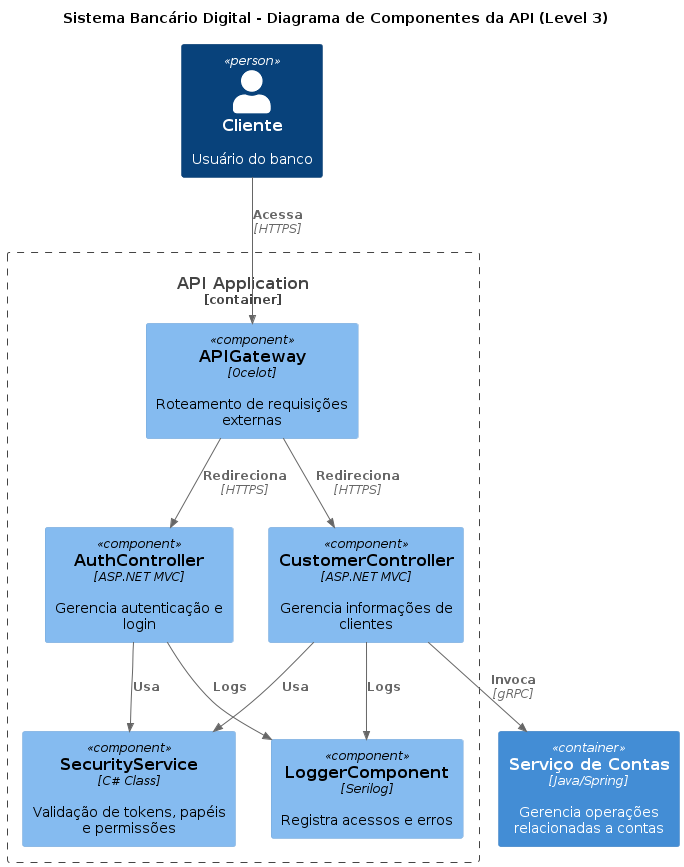 Sistema Bancário Digital - Diagrama de Componentes da API (Level 3)
«person»
Cliente
Usuário do banco
Acessa
[HTTPS]
API Application
[container]
«component»
APIGateway
[Ocelot]
Roteamento de requisições
externas
Redireciona
[HTTPS]
Redireciona
[HTTPS]
«component»
AuthController
[ASP.NET MVC]
Gerencia autenticação e
login
«component»
CustomerController
[ASP.NET MVC]
Gerencia informações de
clientes
Usa
Logs
Usa
Logs
Invoca
[gRPC]
«component»
SecurityService
[C# Class]
Validação de tokens, papéis
e permissões
«component»
LoggerComponent
[Serilog]
Registra acessos e erros
«container»
Serviço de Contas
[Java/Spring]
Gerencia operações
relacionadas a contas